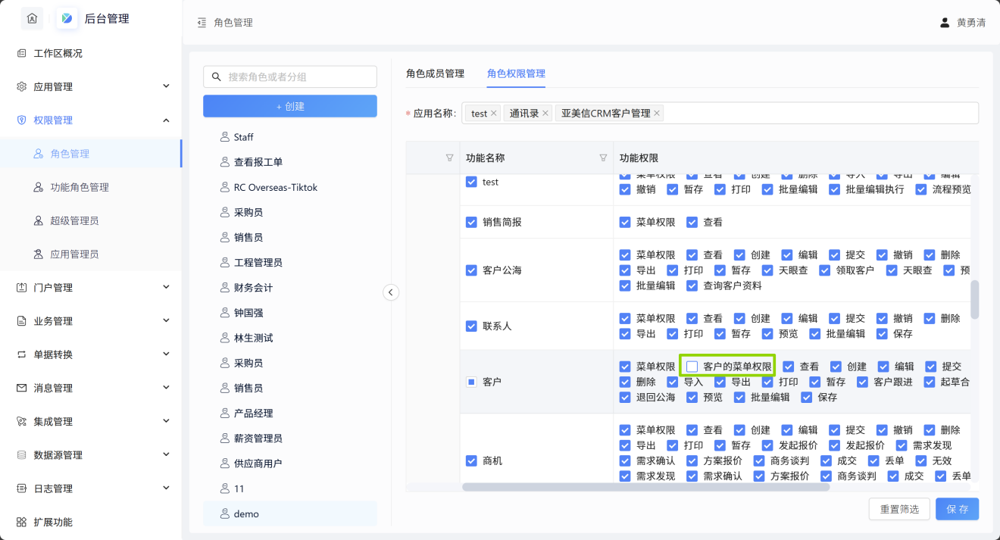 后台管理
工作区概况
应用管理
权限管理
角色管理
功能角色管理
超级管理员
应用管理员
门户管理
业务管理
单据转换
消息管理
集成管理
数据源管理
日志管理
扩展功能
角色管理
黄勇清
搜索角色或者分组
+ 创建
Staff
查看报工单
RC Overseas-Tiktok
采购员
销售员
工程管理员
财务会计
钟国强
林生测试
采购员
销售员
产品经理
薪资管理员
供应商用户
11
demo
角色成员管理 角色权限管理
* 应用名称: test × 通讯录 × 亚美信CRM客户管理 ×
功能名称 功能权限
test
菜单权限 查看 创建 删除 导入 导出 编辑
撤销 暂存 打印 批量编辑 批量编辑执行 流程预览
销售简报
菜单权限 查看
客户公海
菜单权限 查看 创建 编辑 提交 撤销 删除
导出 打印 暂存 天眼查 领取客户 天眼查 预
批量编辑 查询客户资料
联系人
菜单权限 查看 创建 编辑 提交 撤销 删除
导出 打印 暂存 预览 批量编辑 保存
客户
菜单权限 客户的菜单权限 查看 创建 编辑 提交
删除 导入 导出 打印 暂存 客户跟进 起草合
退回公海 预览 批量编辑 保存
商机
菜单权限 查看 创建 编辑 提交 撤销 删除
导出 打印 暂存 发起报价 发起报价 需求发现
需求确认 方案报价 商务谈判 成交 丢单 无效
需求发现 需求确认 方案报价 商务谈判 成交 丢单
重置筛选 保 存